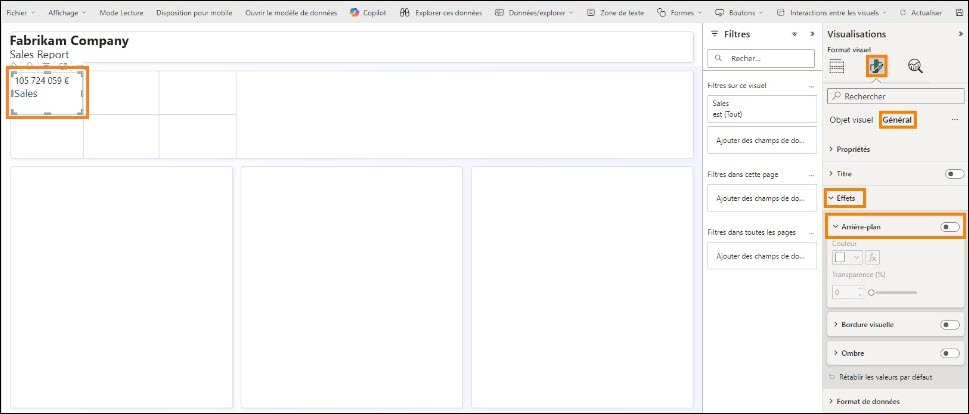 Fichier Affichage Mode Lecture Disposition pour mobile Ouvrir le modèle de données Copilot Explorer ces données Données/explorer Zone de texte Formes Boutons Interactions entre les visuels Actualiser
Fabrikam Company
Sales Report
105 724 059 €
Sales
Filtres
Recher...
Filtres sur ce visuel ...
Sales
est (Tout)
Ajouter des champs de do...
Filtres dans cette page ...
Ajouter des champs de do...
Filtres dans toutes les pages ...
Ajouter des champs de do...
Visualisations
Format visuel
Rechercher
Objet visuel Général ...
Propriétés
Titre
Effets
Arrière-plan
Couleur
fx
Transparence (%)
0
Bordure visuelle
Ombre
Rétablir les valeurs par défaut
Format de données